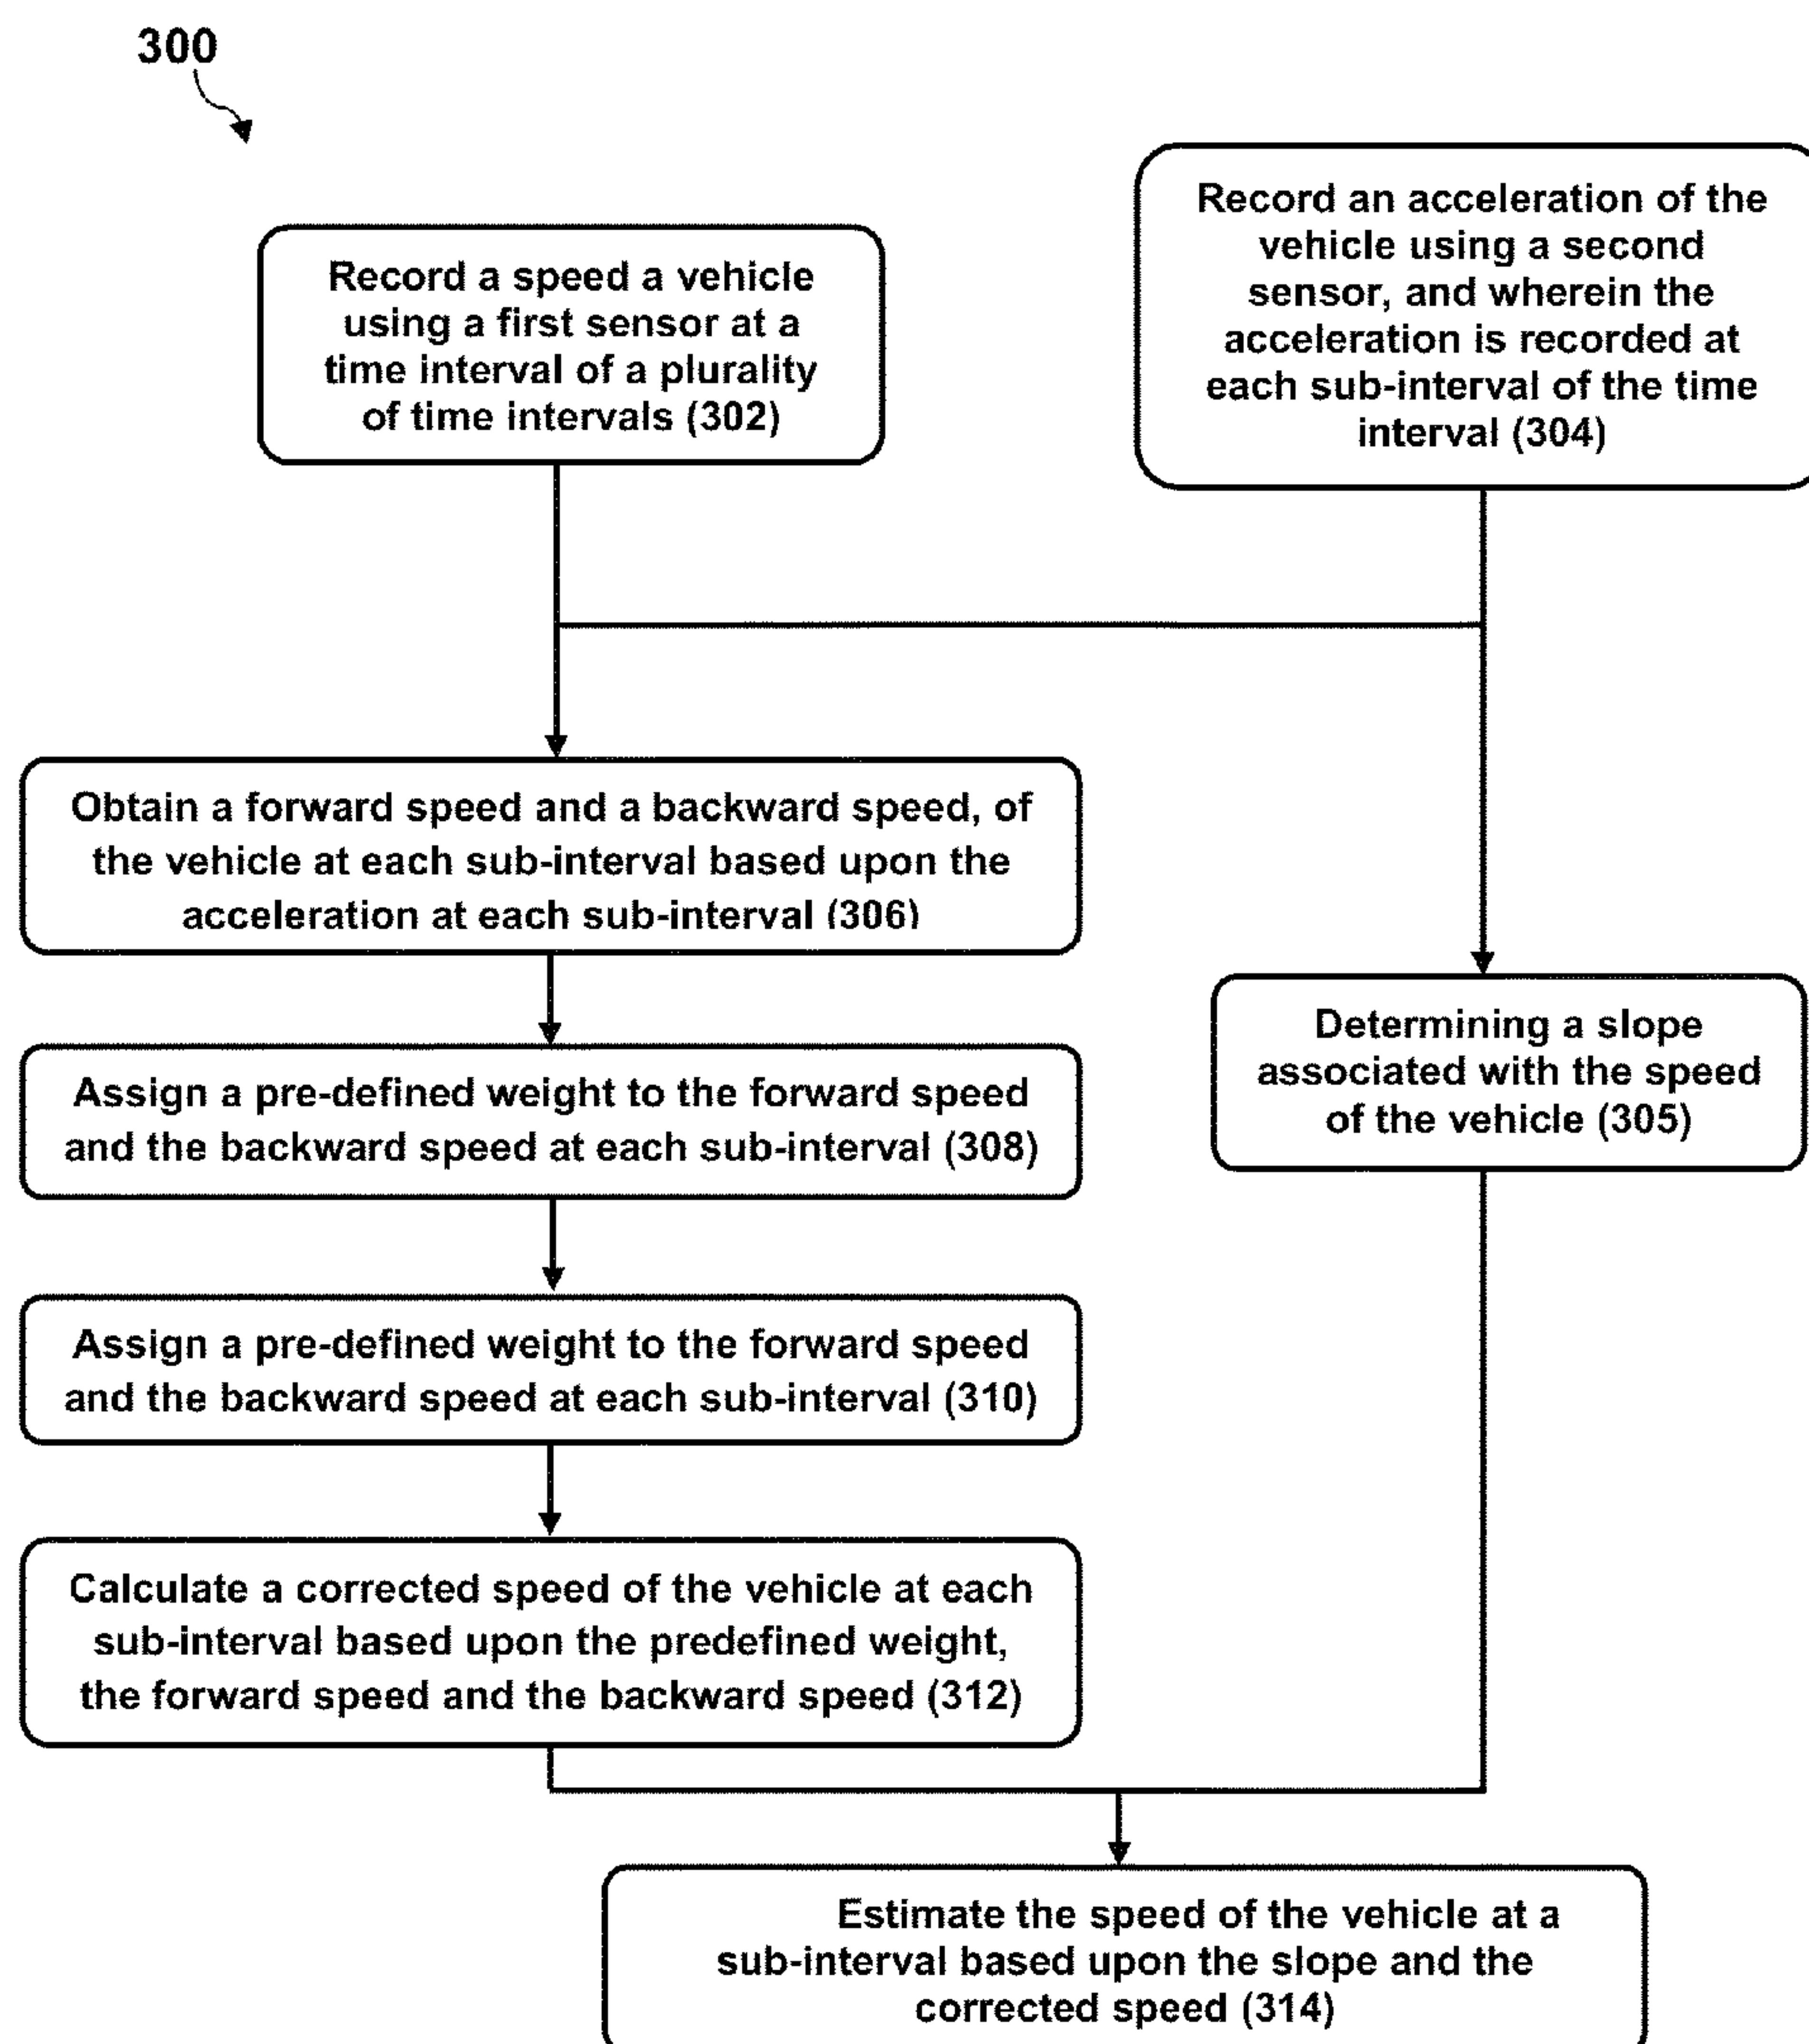 300
Record a speed a vehicle
using a first sensor at a
time interval of a plurality
of time intervals (302)
Record an acceleration of the
vehicle using a second
sensor, and wherein the
acceleration is recorded at
each sub-interval of the time
interval (304)
Obtain a forward speed and a backward speed, of
the vehicle at each sub-interval based upon the
acceleration at each sub-interval (306)
Determining a slope
associated with the speed
of the vehicle (305)
Assign a pre-defined weight to the forward speed
and the backward speed at each sub-interval (308)
Assign a pre-defined weight to the forward speed
and the backward speed at each sub-interval (310)
Calculate a corrected speed of the vehicle at each
sub-interval based upon the predefined weight,
the forward speed and the backward speed (312)
Estimate the speed of the vehicle at a
sub-interval based upon the slope and the
corrected speed (314)